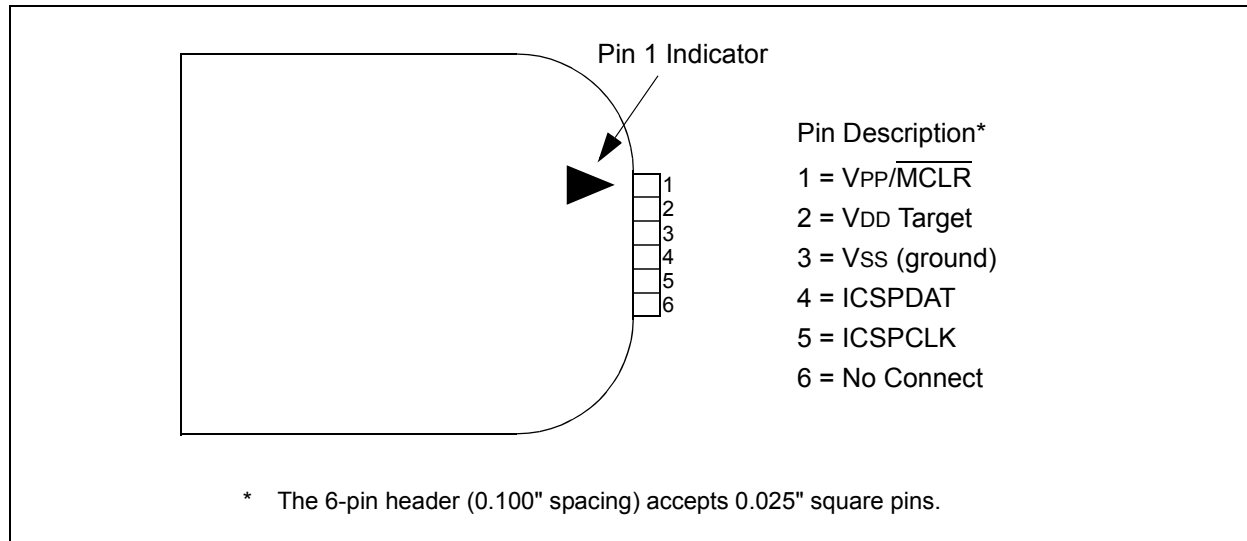 Pin 1 Indicator
1
2
3
4
5
6
Pin Description*
1 = VPP/MCLR
2 = VDD Target
3 = VSS (ground)
4 = ICSPDAT
5 = ICSPCLK
6 = No Connect
* The 6-pin header (0.100" spacing) accepts 0.025" square pins.